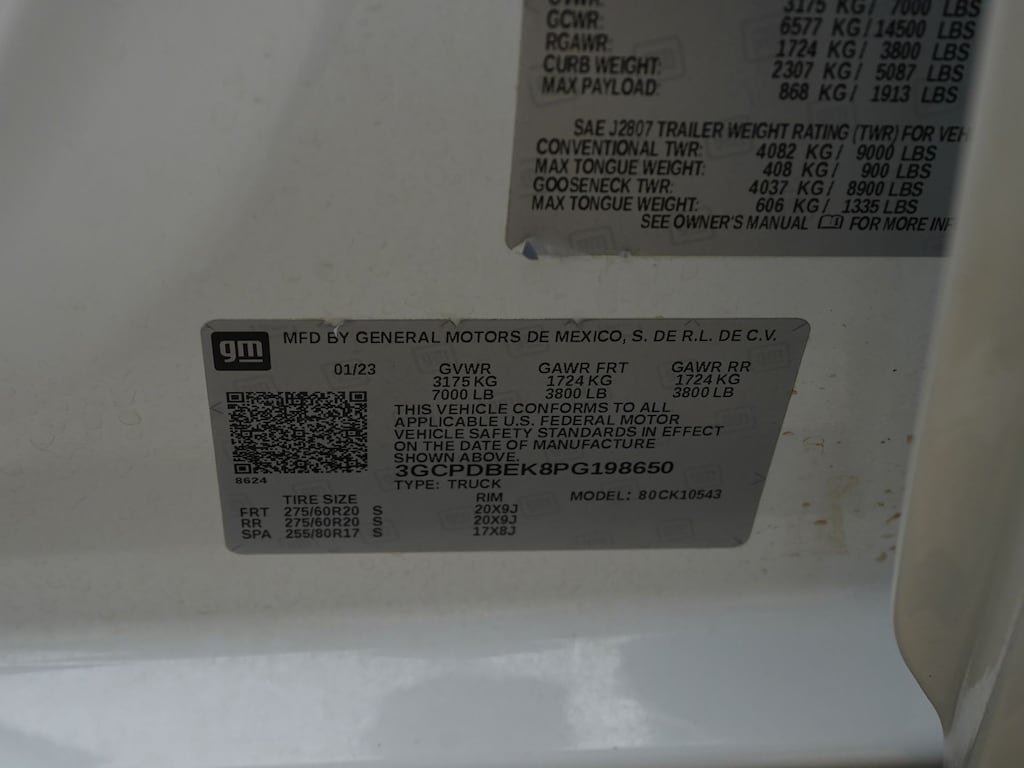 GVWR: 3175 KG/ 7000 LBS
GCWR: 6577 KG/14500 LBS
RGAWR: 1724 KG/ 3800 LBS
CURB WEIGHT: 2307 KG/ 5087 LBS
MAX PAYLOAD: 868 KG/ 1913 LBS
SAE J2807 TRAILER WEIGHT RATING (TWR) FOR VEH
CONVENTIONAL TWR: 4082 KG/ 9000 LBS
MAX TONGUE WEIGHT: 408 KG/ 900 LBS
GOOSENECK TWR: 4037 KG/ 8900 LBS
MAX TONGUE WEIGHT: 606 KG/ 1335 LBS
SEE OWNER'S MANUAL FOR MORE INF
gm
MFD BY GENERAL MOTORS DE MEXICO, S. DE R.L. DE C.V.
01/23 GVWR GAWR FRT GAWR RR
3175 KG 1724 KG 1724 KG
7000 LB 3800 LB 3800 LB
THIS VEHICLE CONFORMS TO ALL
APPLICABLE U.S. FEDERAL MOTOR
VEHICLE SAFETY STANDARDS IN EFFECT
ON THE DATE OF MANUFACTURE
SHOWN ABOVE.
3GCPDBEK8PG198650
8624
TYPE: TRUCK
TIRE SIZE RIM MODEL: 80CK10543
FRT 275/60R20 S 20X9J
RR 275/60R20 S 20X9J
SPA 255/80R17 S 17X8J